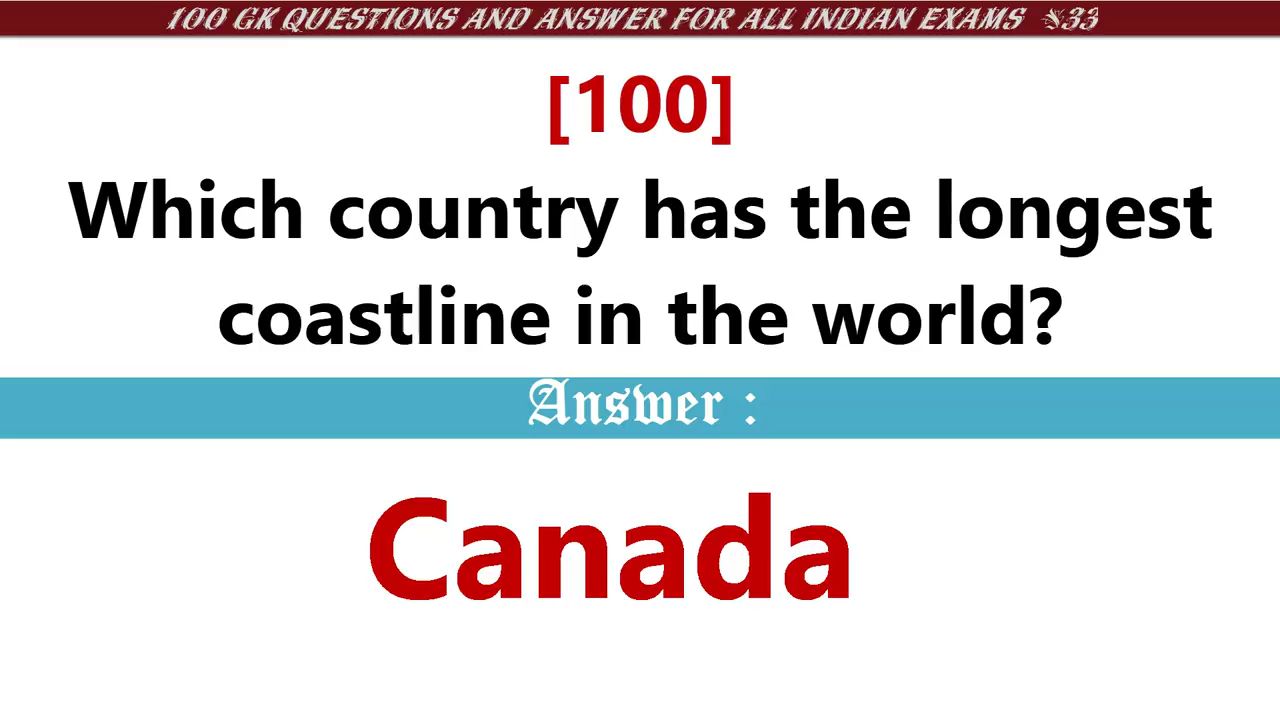 100 GK QUESTIONS AND ANSWER FOR ALL INDIAN EXAMS #33
[100]
Which country has the longest
coastline in the world?
Answer :
Canada